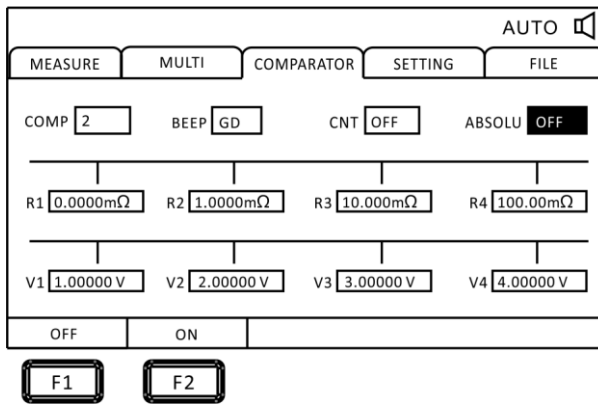 AUTO
MEASURE MULTI COMPARATOR SETTING FILE
COMP 2 BEEP GD CNT OFF ABSOLU OFF
R1 0.0000mΩ R2 1.0000mΩ R3 10.000mΩ R4 100.00mΩ
V1 1.00000 V V2 2.00000 V V3 3.00000 V V4 4.00000 V
OFF ON
F1 F2